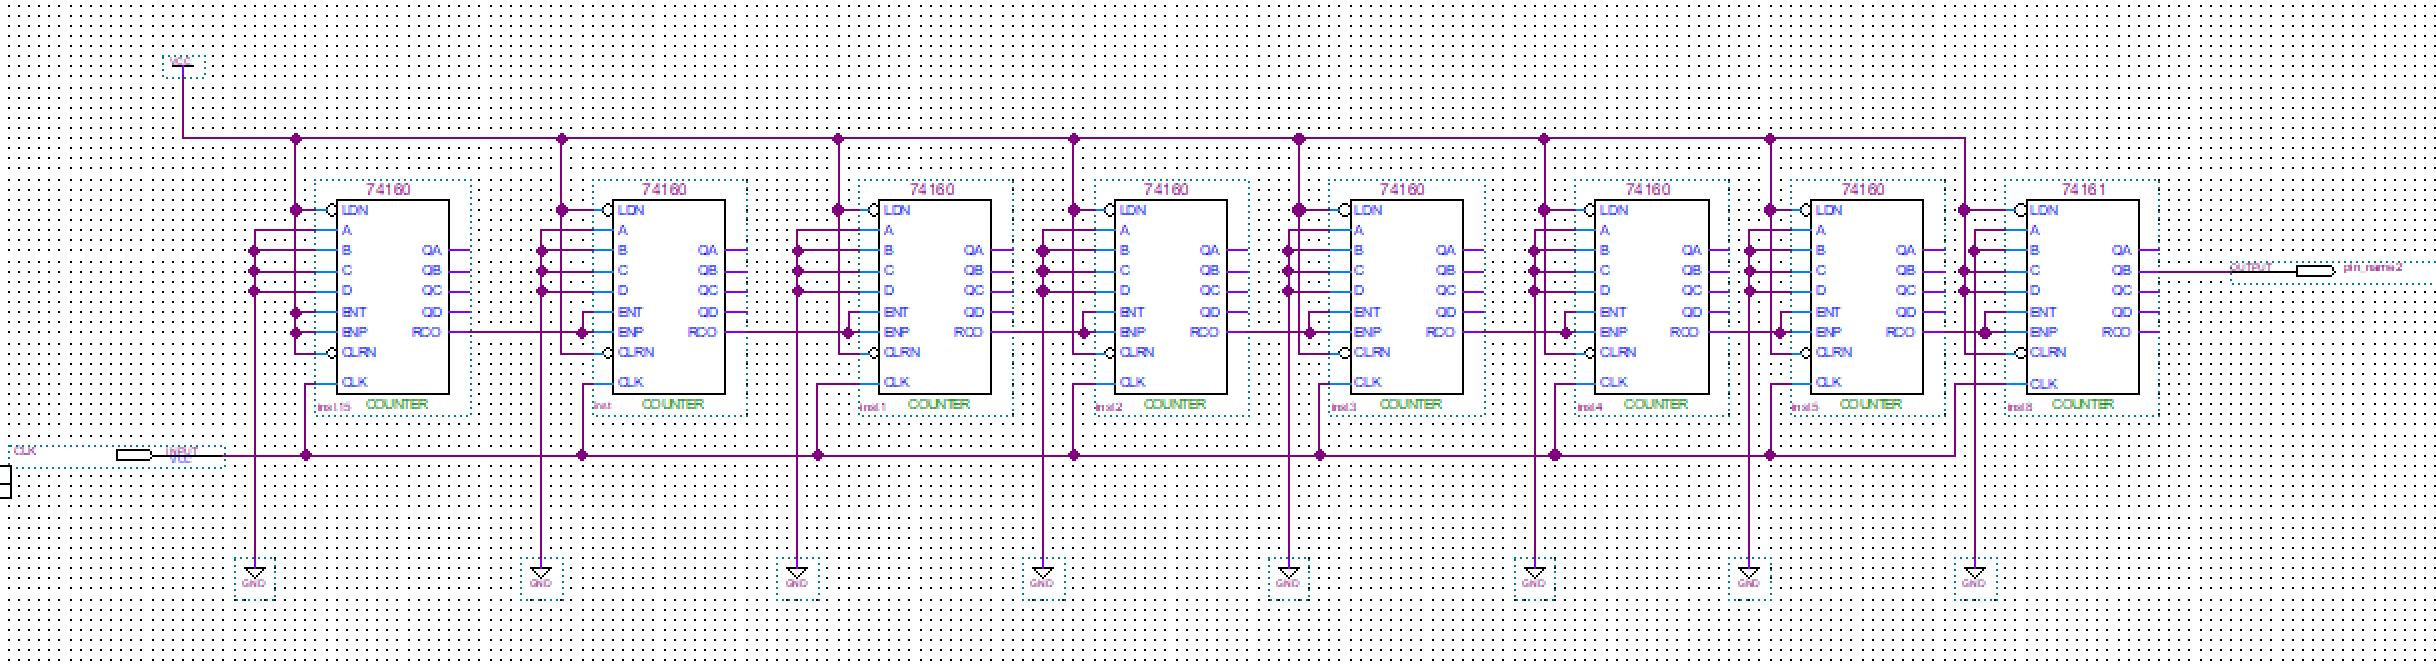 VCC
74160 74160 74160 74160 74160 74160 74160 74161
LDN LDN LDN LDN LDN LDN LDN LDN
A A A A A A A A
B QA B QA B QA B QA B QA B QA B QA B QA
C QB C QB C QB C QB C QB C QB C QB C QB OUTPUT pin_name2
D QC D QC D QC D QC D QC D QC D QC D QC
ENT QD ENT QD ENT QD ENT QD ENT QD ENT QD ENT QD ENT QD
ENP RCO ENP RCO ENP RCO ENP RCO ENP RCO ENP RCO ENP RCO ENP RCO
CLRN CLRN CLRN CLRN CLRN CLRN CLRN CLRN
CLK CLK CLK CLK CLK CLK CLK CLK
inst15 COUNTER inst COUNTER inst1 COUNTER inst2 COUNTER inst3 COUNTER inst4 COUNTER inst5 COUNTER COUNTER
CLK INPUT
VCC
GND GND GND GND GND GND GND GND